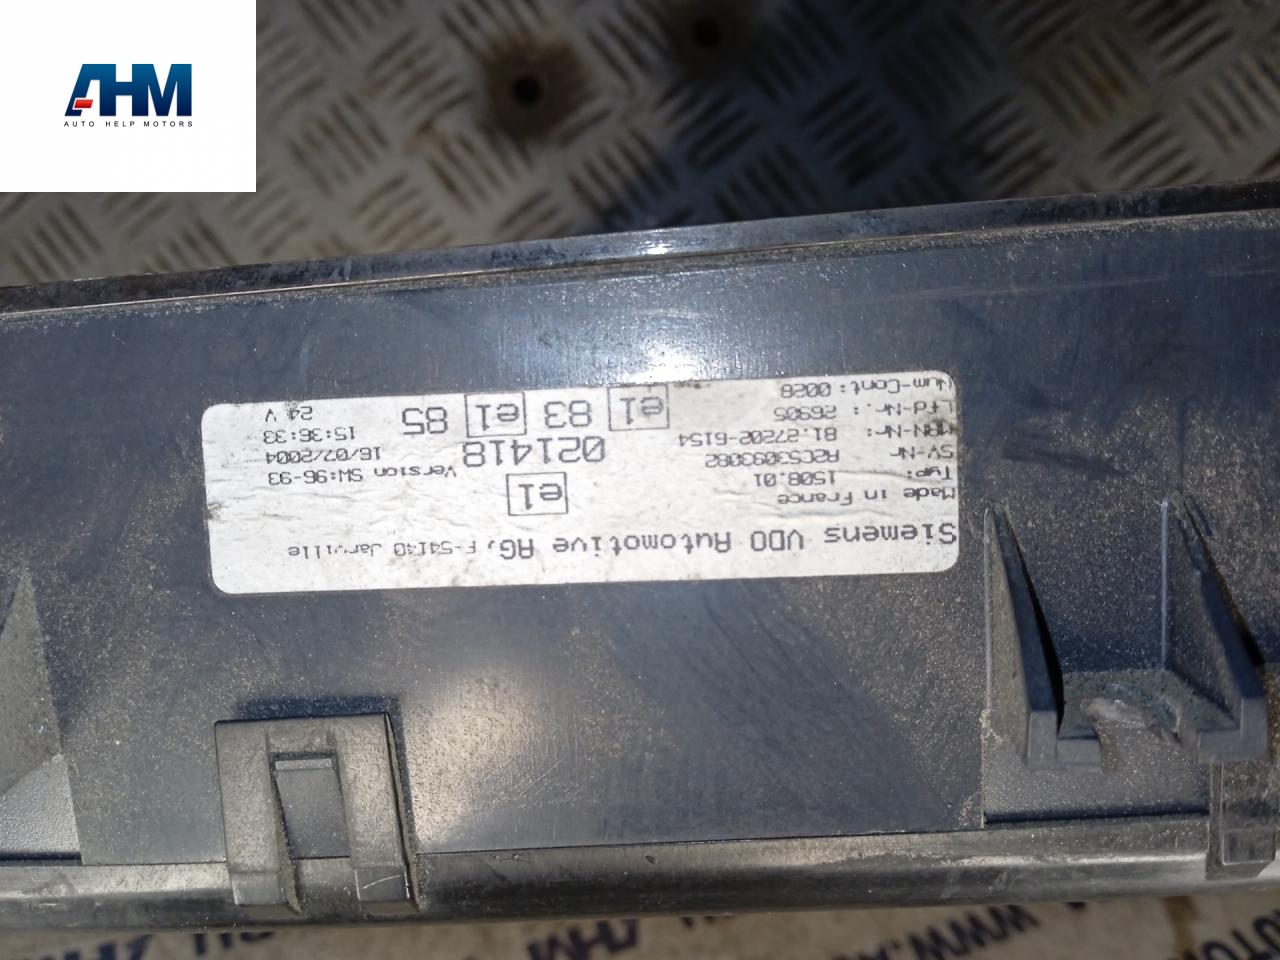 AHM
AUTO HELP MOTORS
Siemens VDO Automotive AG, F-54140 Jarville
Made in France
Typ: 1508.01
SV-Nr A2C53093082
MAN-Nr: 81.27202-6154
Lfd-Nr.: 26905
Num-Cont: 0028
e1
021418
e1 83 e1 85
Version SW:96-93
16/07/2004
15:36:33
24 V
AHM
WWW.A